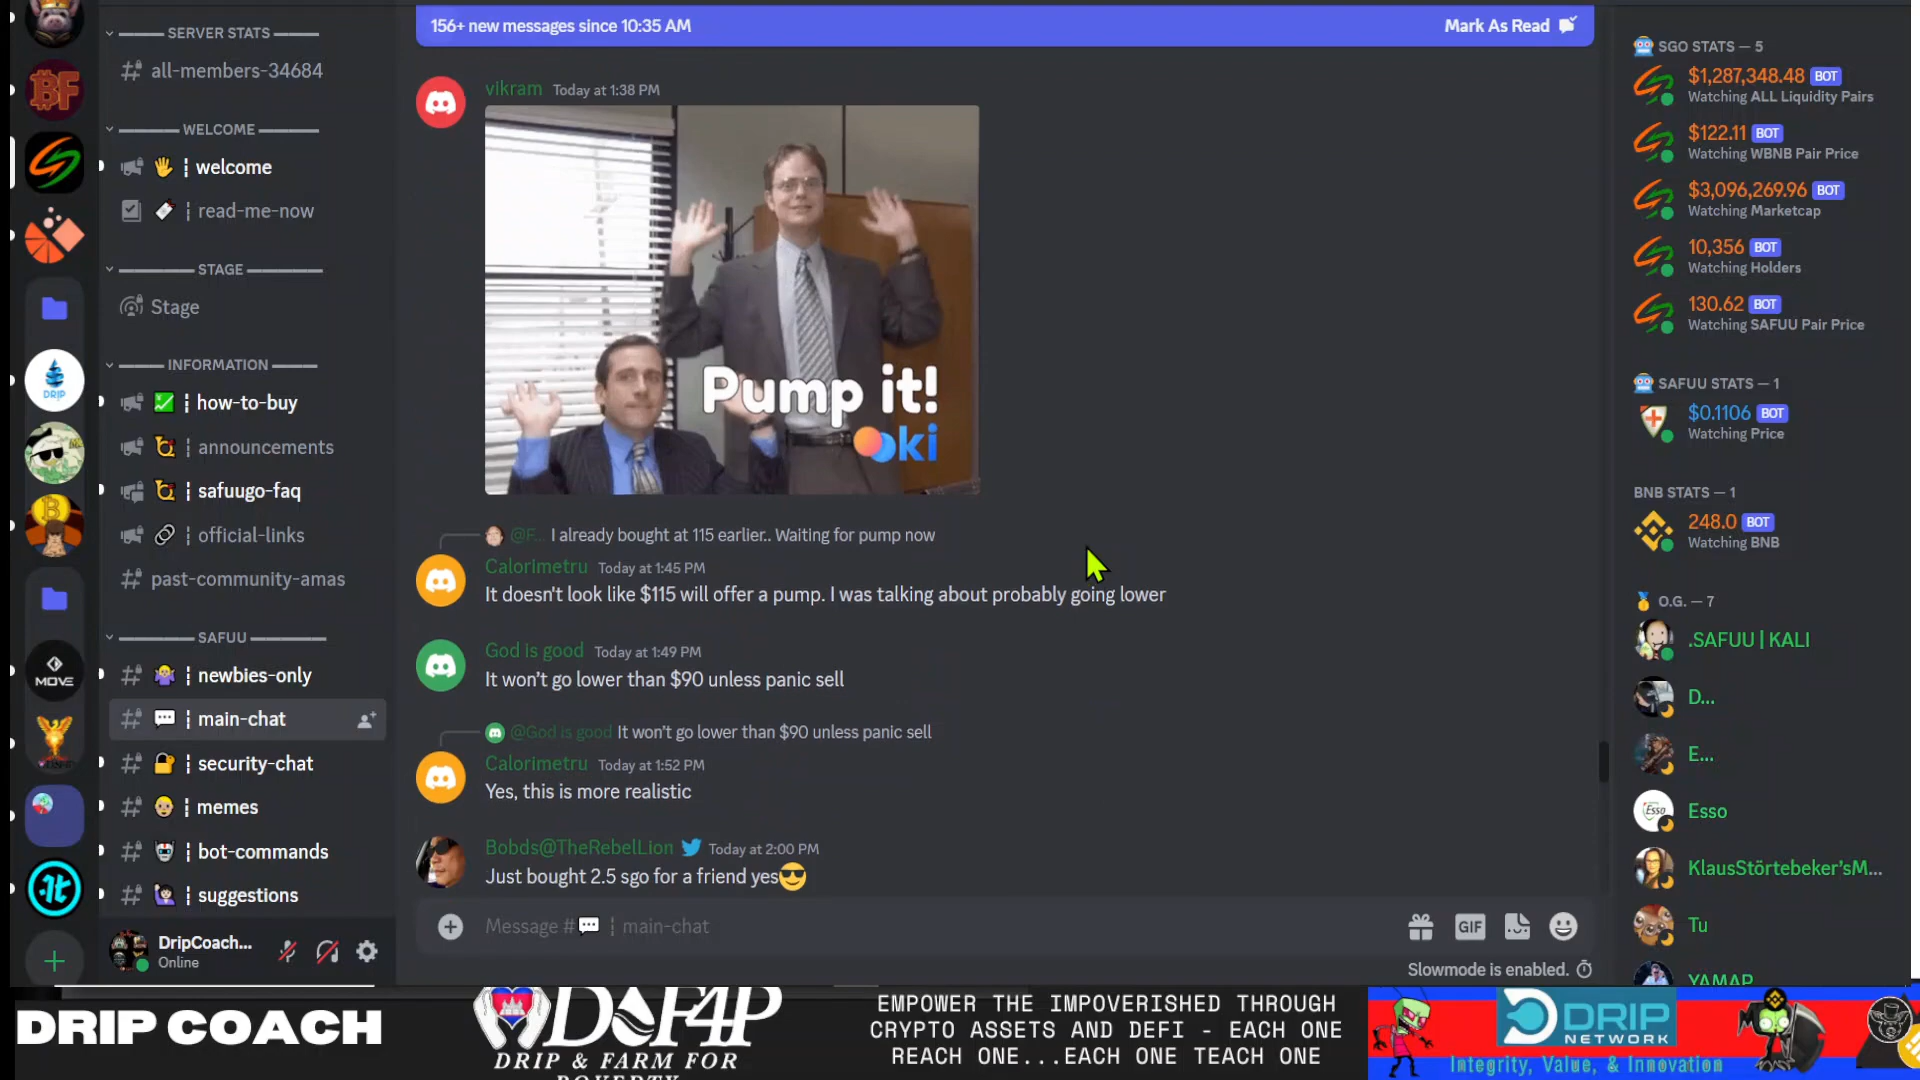 SERVER STATS
all-members-34684
WELCOME
welcome
read-me-now
STAGE
Stage
INFORMATION
how-to-buy
announcements
safuugo-faq
official-links
past-community-amas
SAFUU
newbies-only
main-chat
security-chat
memes
bot-commands
suggestions
DripCoach...
Online
BF
DRIP
MOVE
156+ new messages since 10:35 AM
Mark As Read
vikram Today at 1:38 PM
Pump it!
ooki
@F... I already bought at 115 earlier.. Waiting for pump now
Calorimetru Today at 1:45 PM
It doesn't look like $115 will offer a pump. I was talking about probably going lower
God is good Today at 1:49 PM
It won't go lower than $90 unless panic sell
@God is good It won't go lower than $90 unless panic sell
Calorimetru Today at 1:52 PM
Yes, this is more realistic
Bobds@TheRebelLion Today at 2:00 PM
Just bought 2.5 sgo for a friend yes😎
Message #💬 ¦ main-chat
GIF
Slowmode is enabled.
SGO STATS — 5
$1,287,348.48 BOT
Watching ALL Liquidity Pairs
$122.11 BOT
Watching WBNB Pair Price
$3,096,269.96 BOT
Watching Marketcap
10,356 BOT
Watching Holders
130.62 BOT
Watching SAFUU Pair Price
SAFUU STATS — 1
$0.1106 BOT
Watching Price
BNB STATS — 1
248.0 BOT
Watching BNB
O.G. — 7
.SAFUU | KALI
D...
E...
Esso
Esso
KlausStörtebeker'sM...
Tu
YAMAP
DRIP COACH
DOF4P
DRIP & FARM FOR
POVERTY
EMPOWER THE IMPOVERISHED THROUGH
CRYPTO ASSETS AND DEFI - EACH ONE
REACH ONE...EACH ONE TEACH ONE
DRIP
NETWORK
Integrity, Value, & Innovation